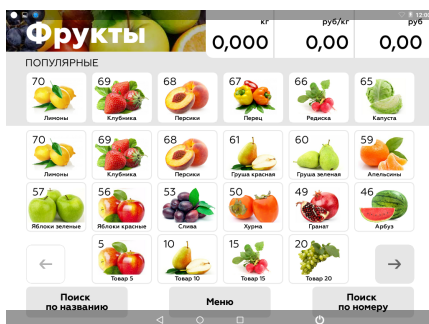 12:00
Фрукты
кг руб/кг руб
0,000 0,00 0,00
ПОПУЛЯРНЫЕ
70 69 68 67 66 65
Лимоны Клубника Персики Перец Редиска Капуста
70 69 68 61 60 59
Лимоны Клубника Персики Груша красная Груша зеленая Апельсины
57 56 53 50 49 46
Яблоки зеленые Яблоки красные Слива Хурма Гранат Арбуз
5 10 15 20
Товар 5 Товар 10 Товар 15 Товар 20
Поиск
по названию
Меню
Поиск
по номеру